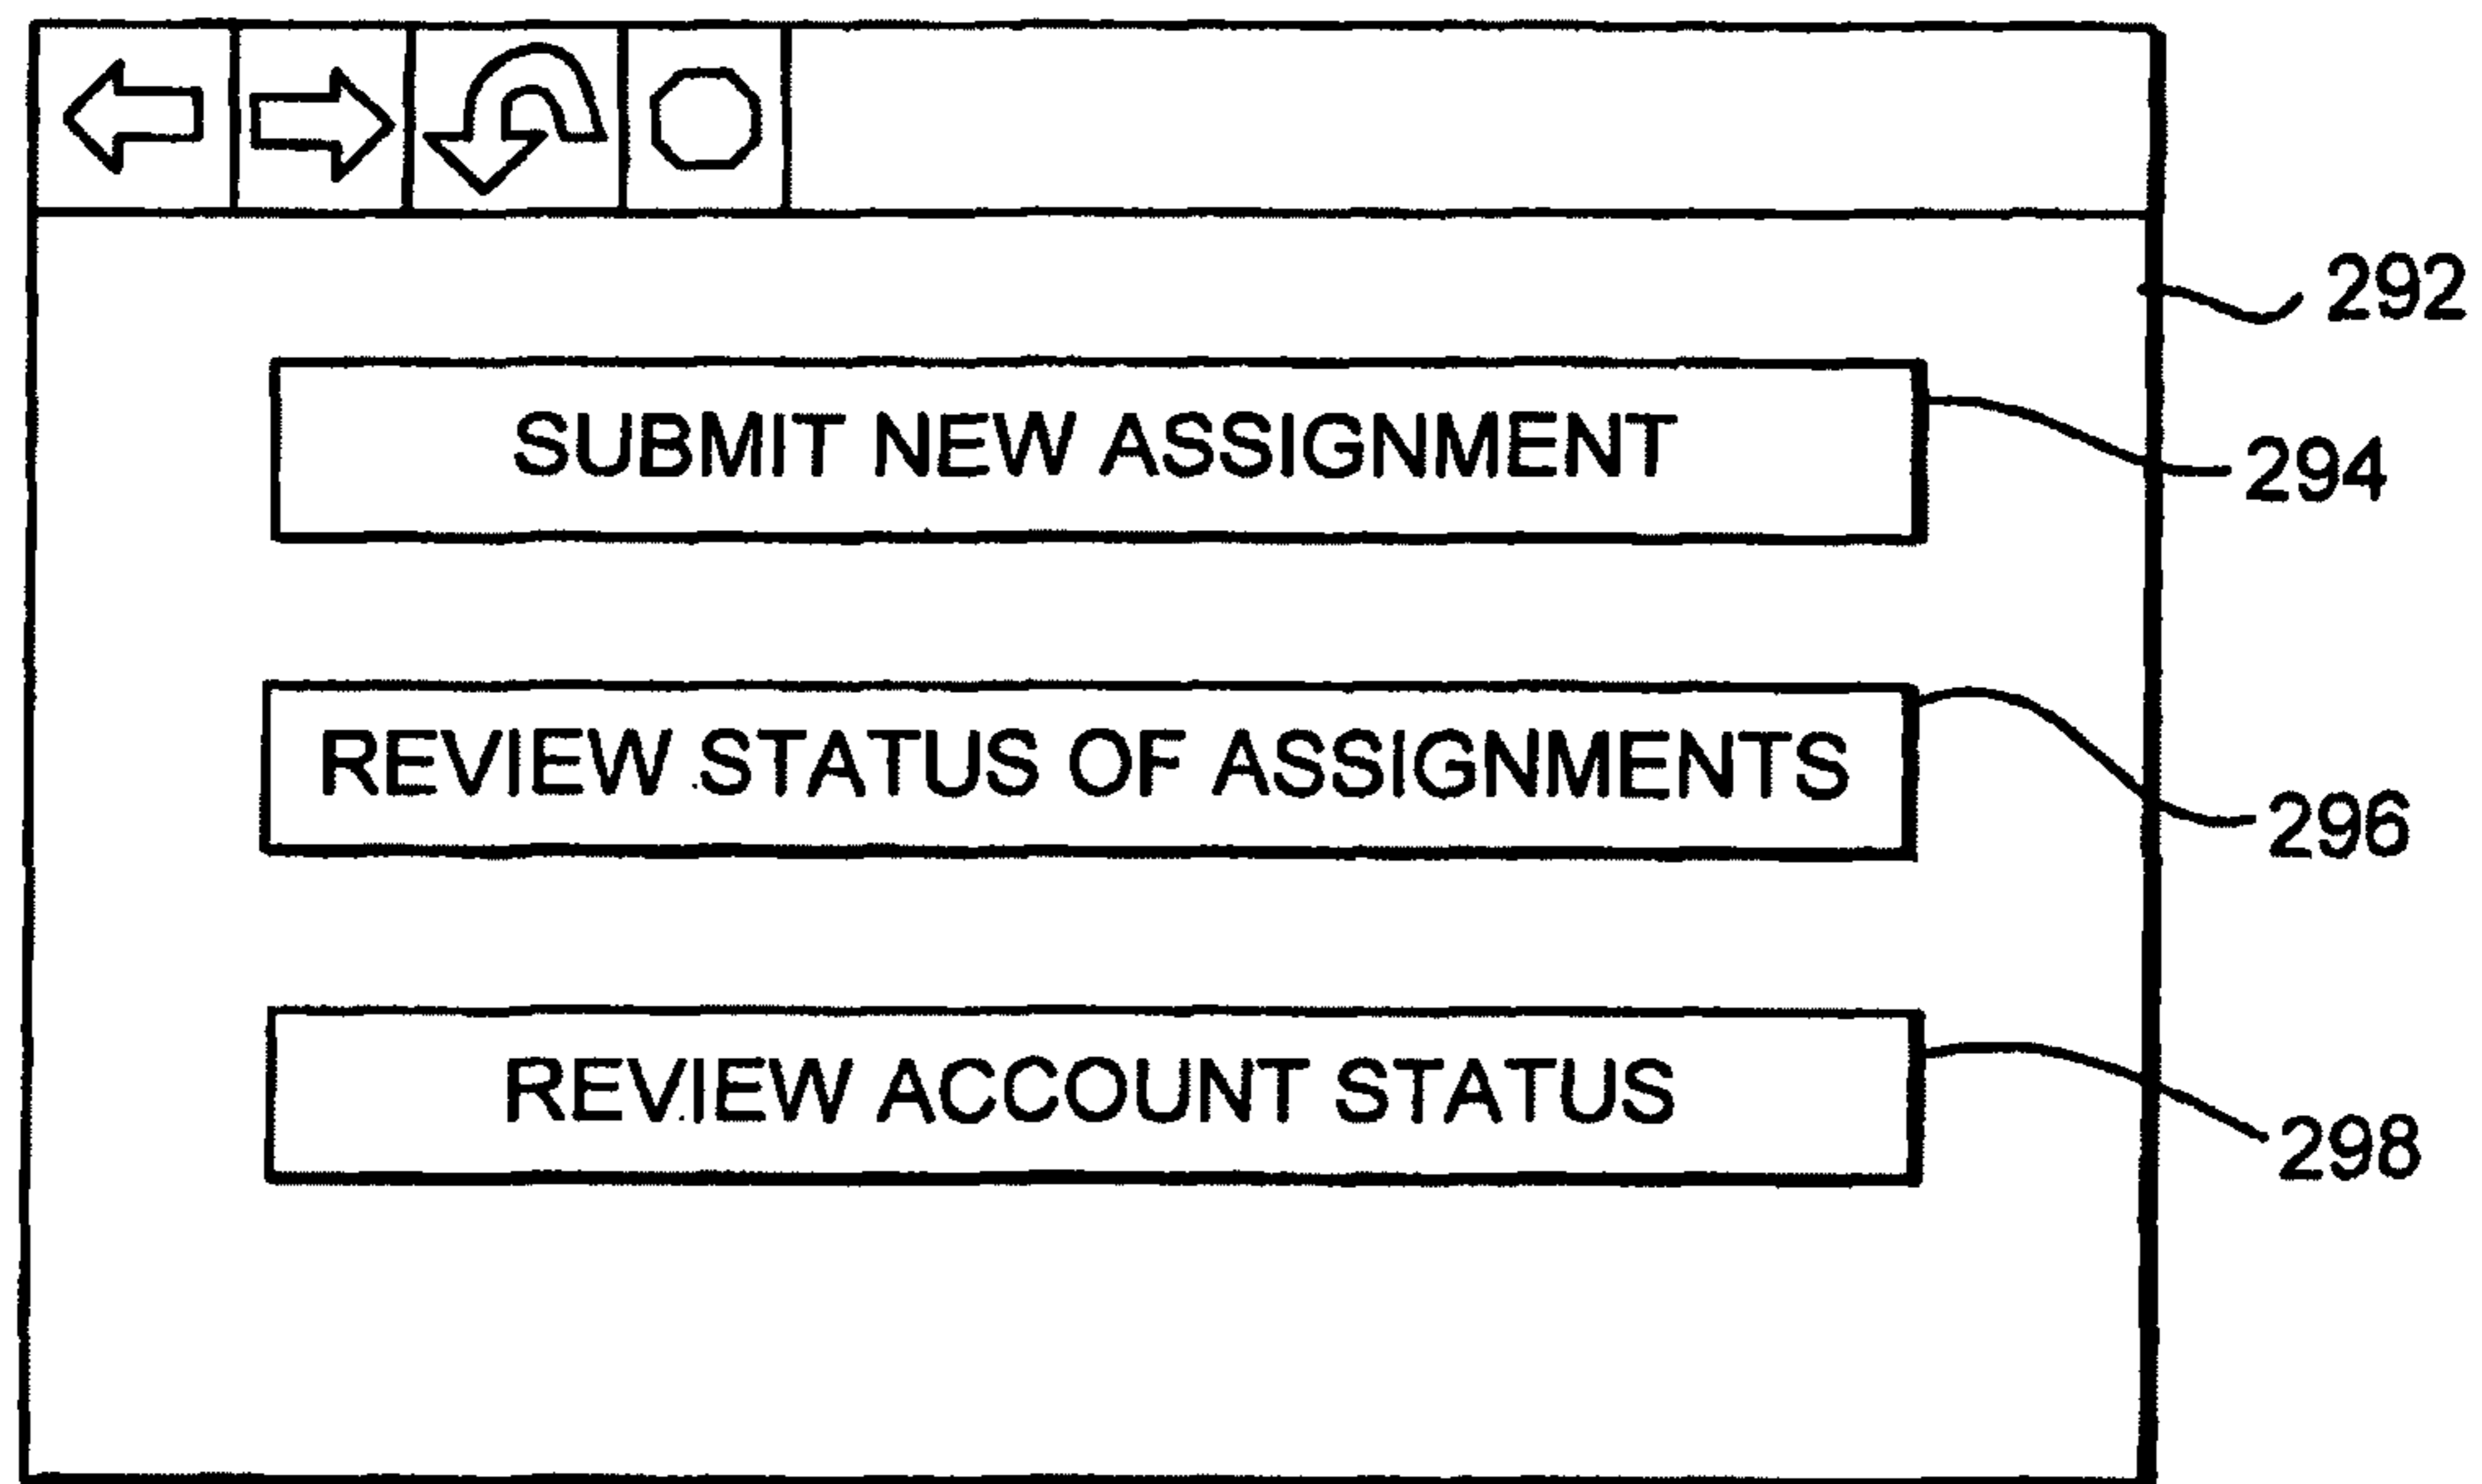 292
SUBMIT NEW ASSIGNMENT
294
REVIEW STATUS OF ASSIGNMENTS
296
REVIEW ACCOUNT STATUS
298